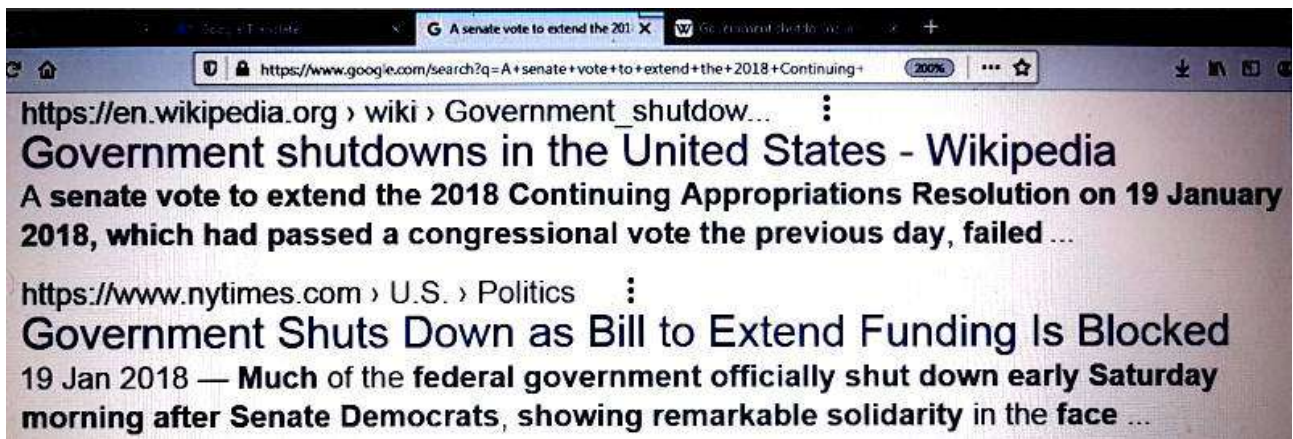 G A senate vote to extend the 201 X
https://www.google.com/search?q=A+senate+vote+to+extend+the+2018+Continuing+ 200%
https://en.wikipedia.org › wiki › Government_shutdow...
Government shutdowns in the United States - Wikipedia
A senate vote to extend the 2018 Continuing Appropriations Resolution on 19 January
2018, which had passed a congressional vote the previous day, failed ...
https://www.nytimes.com › U.S. › Politics
Government Shuts Down as Bill to Extend Funding Is Blocked
19 Jan 2018 — Much of the federal government officially shut down early Saturday
morning after Senate Democrats, showing remarkable solidarity in the face ...